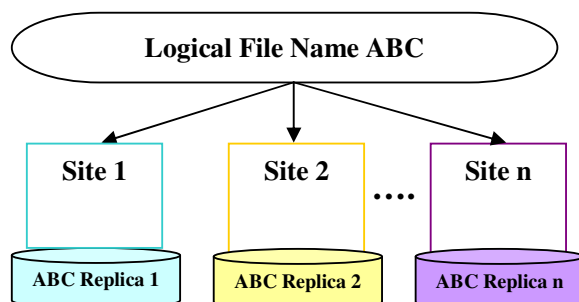 Logical File Name ABC
Site 1
Site 2
....
Site n
ABC Replica 1
ABC Replica 2
ABC Replica n